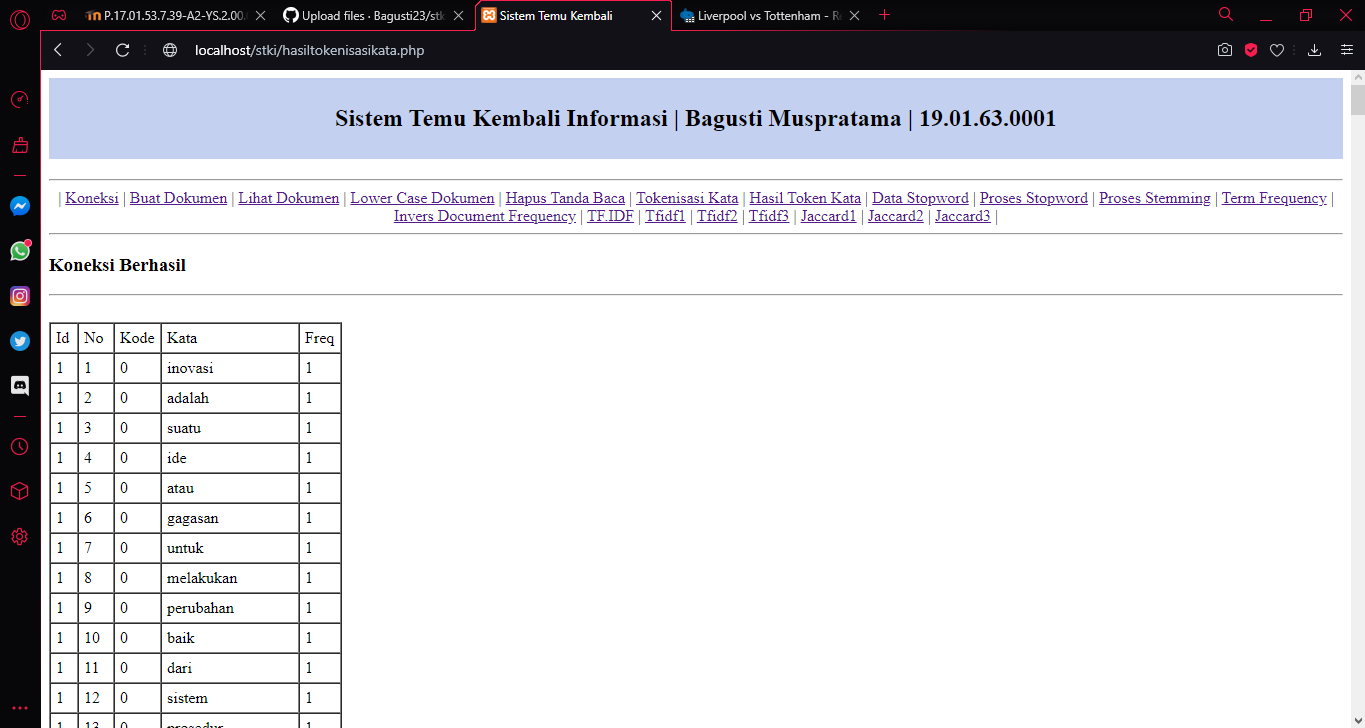 P.17.01.53.7.39-A2-YS.2.00.
Upload files · Bagusti23/stk
Sistem Temu Kembali
Liverpool vs Tottenham - R
localhost/stki/hasiltokenisasikata.php
Sistem Temu Kembali Informasi | Bagusti Muspratama | 19.01.63.0001
| Koneksi | Buat Dokumen | Lihat Dokumen | Lower Case Dokumen | Hapus Tanda Baca | Tokenisasi Kata | Hasil Token Kata | Data Stopword | Proses Stopword | Proses Stemming | Term Frequency |
Invers Document Frequency | TF.IDF | Tfidf1 | Tfidf2 | Tfidf3 | Jaccard1 | Jaccard2 | Jaccard3 |
Koneksi Berhasil
Id No Kode Kata Freq
1 1 0 inovasi 1
1 2 0 adalah 1
1 3 0 suatu 1
1 4 0 ide 1
1 5 0 atau 1
1 6 0 gagasan 1
1 7 0 untuk 1
1 8 0 melakukan 1
1 9 0 perubahan 1
1 10 0 baik 1
1 11 0 dari 1
1 12 0 sistem 1
1 13 0 prosedur 1